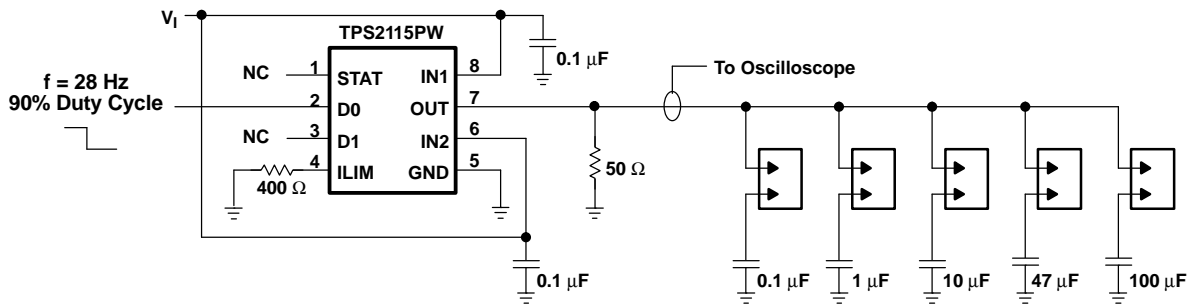 VI
TPS2115PW
0.1 µF
NC
1
STAT
IN1
8
To Oscilloscope
f = 28 Hz
90% Duty Cycle
2
D0
OUT
7
NC
3
D1
IN2
6
4
ILIM
GND
5
400 Ω
50 Ω
0.1 µF
0.1 µF
1 µF
10 µF
47 µF
100 µF